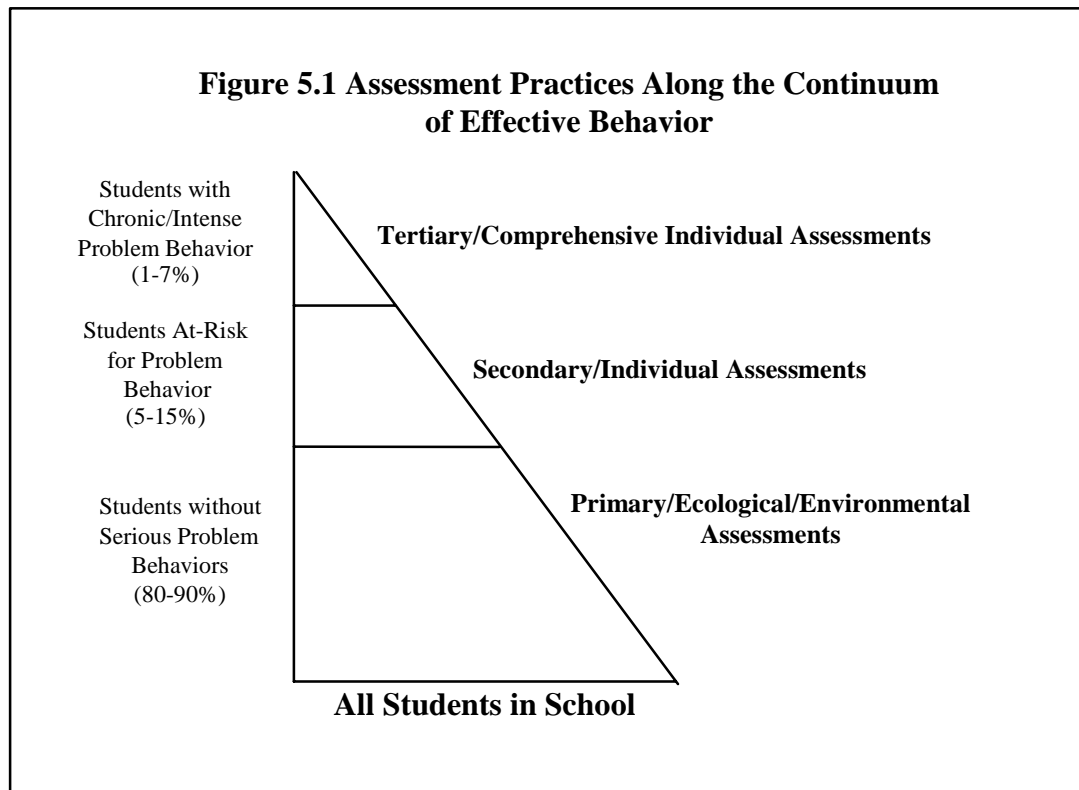 Figure 5.1 Assessment Practices Along the Continuum
of Effective Behavior
Students with
Chronic/Intense
Problem Behavior
(1-7%)
Tertiary/Comprehensive Individual Assessments
Students At-Risk
for Problem
Behavior
(5-15%)
Secondary/Individual Assessments
Students without
Serious Problem
Behaviors
(80-90%)
Primary/Ecological/Environmental
Assessments
All Students in School